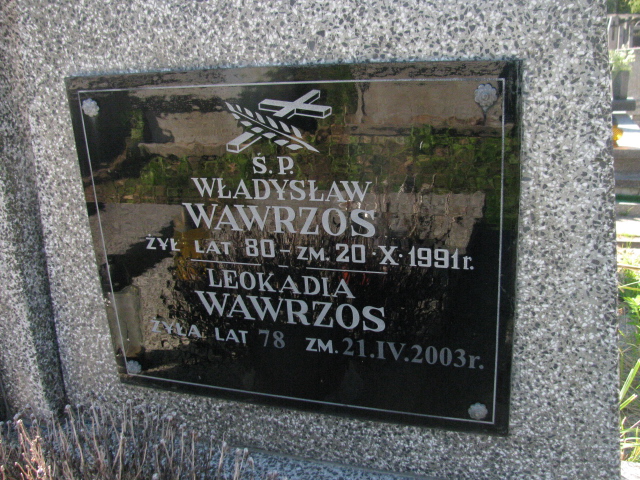 Ś.P.
WŁADYSŁAW
WAWRZOS
ŻYŁ LAT 80 - ZM. 20·X·1991r.
LEOKADIA
WAWRZOS
ŻYŁA LAT 78 ZM. 21.IV.2003r.